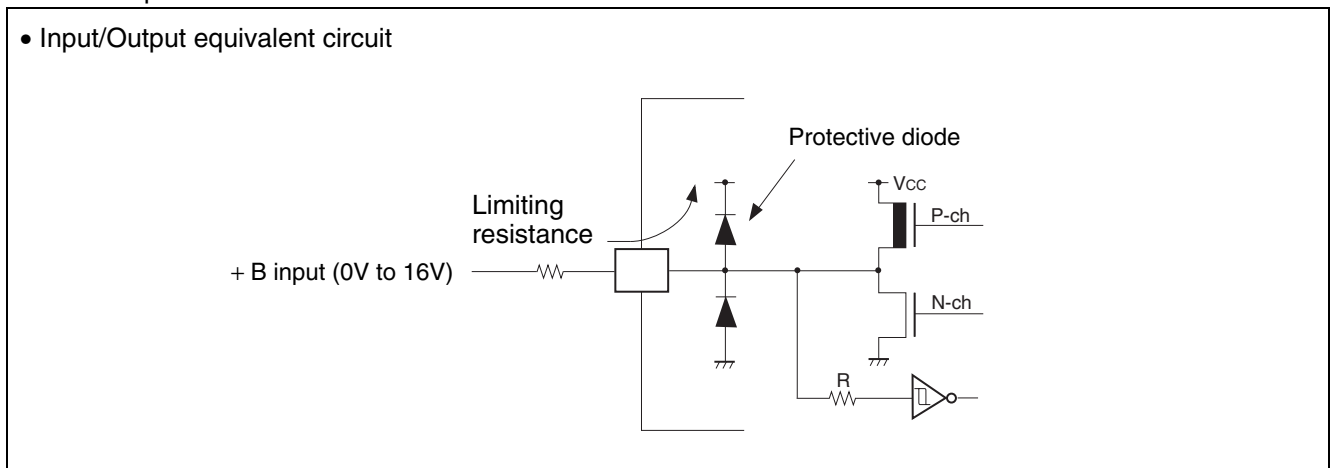 • Input/Output equivalent circuit
Protective diode
Limiting
resistance
VCC
P-ch
+ B input (0V to 16V)
N-ch
R